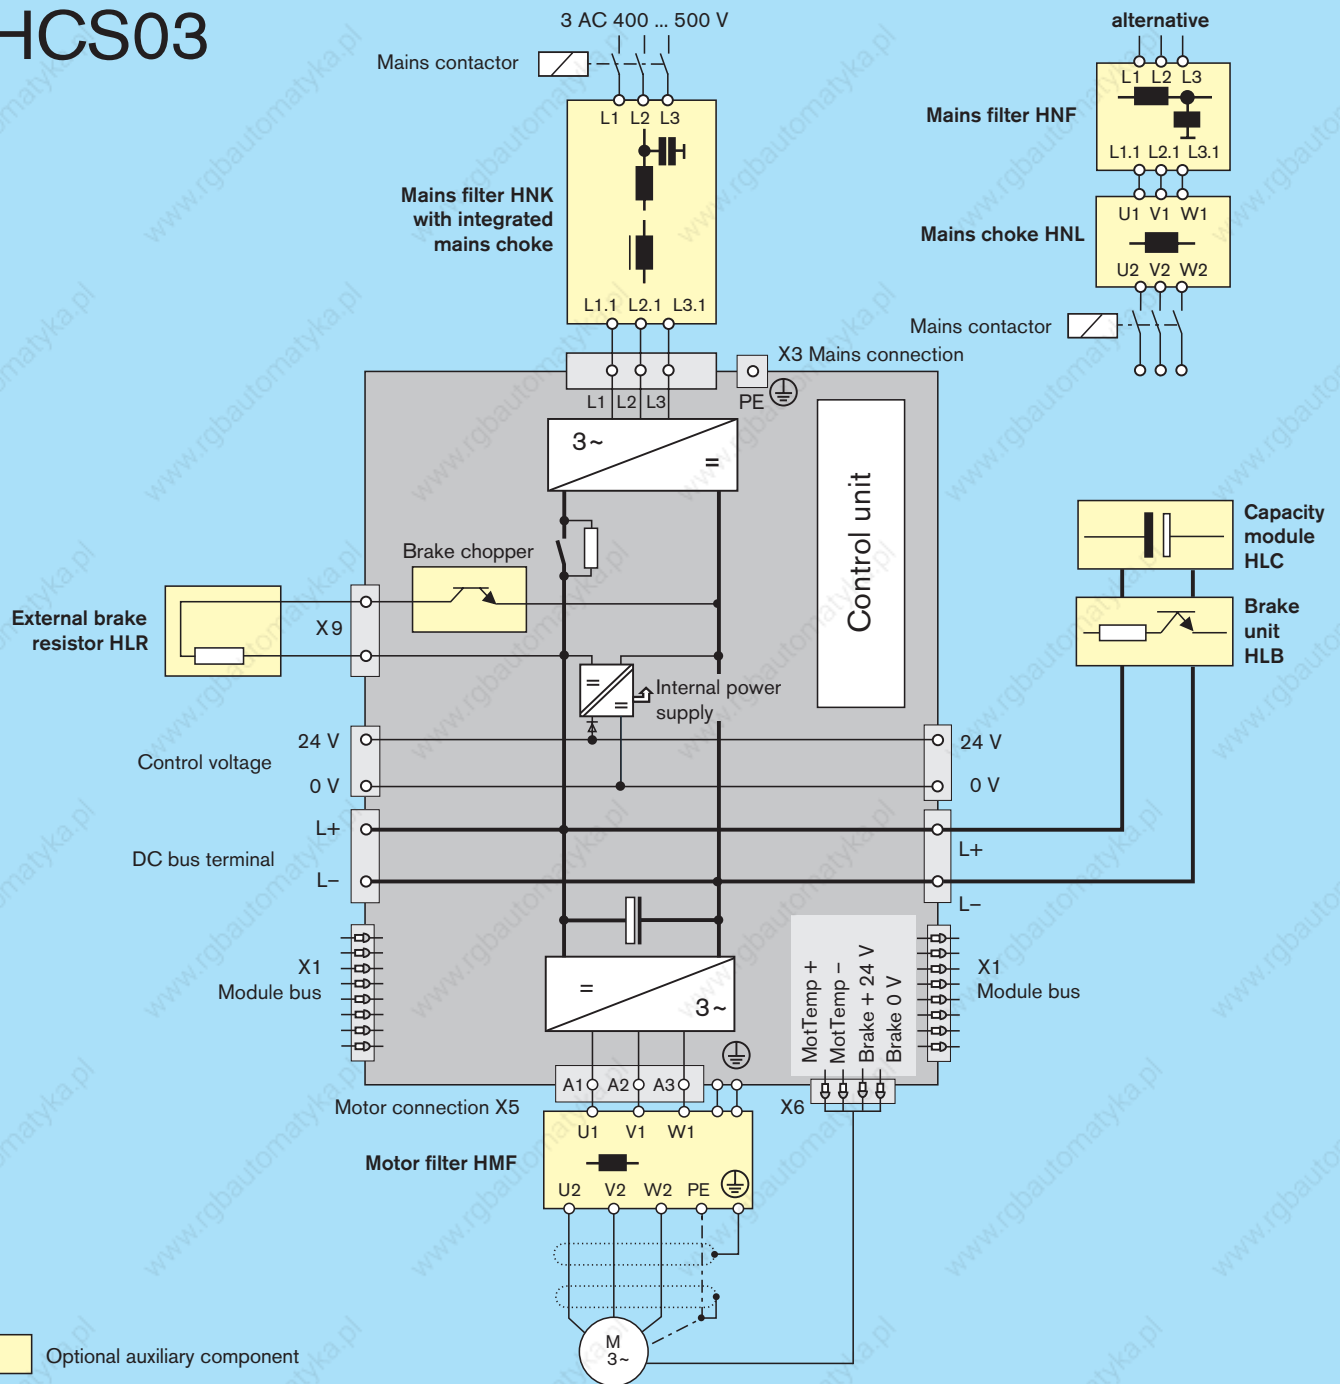 HCS03
3 AC 400 ... 500 V
Mains contactor
L1 L2 L3
Mains filter HNK
with integrated
mains choke
L1.1 L2.1 L3.1
alternative
L1 L2 L3
Mains filter HNF
L1.1 L2.1 L3.1
U1 V1 W1
Mains choke HNL
U2 V2 W2
Mains contactor
X3 Mains connection
L1 L2 L3
PE
3~
=
Control unit
Brake chopper
External brake
resistor HLR
X9
=
=
Internal power
supply
Capacity
module
HLC
Brake
unit
HLB
Control voltage
24 V
0 V
24 V
0 V
DC bus terminal
L+
L–
L+
L–
X1
Module bus
=
3~
MotTemp +
MotTemp –
Brake + 24 V
Brake 0 V
X1
Module bus
A1 A2 A3
Motor connection X5
X6
U1 V1 W1
Motor filter HMF
U2 V2 W2 PE
M
3~
Optional auxiliary component
www.rgbautomatyka.pl